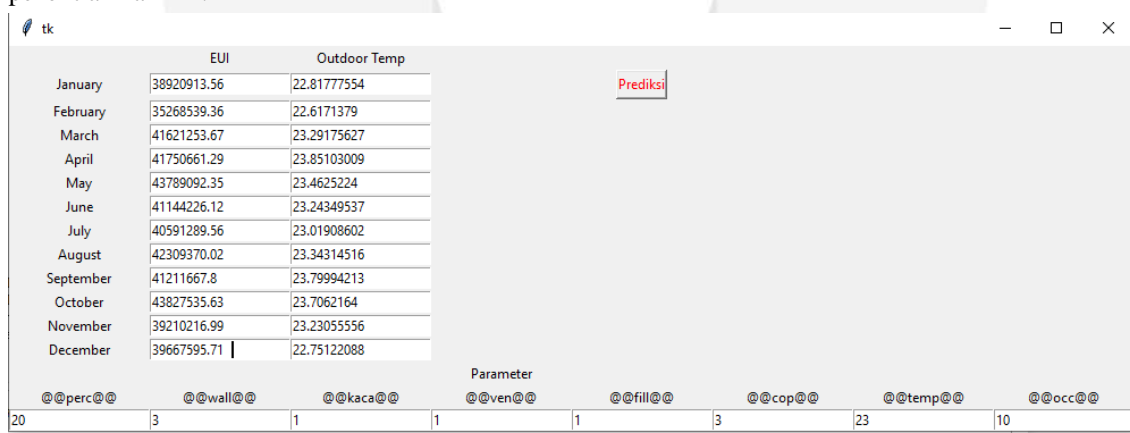 tk
EUI Outdoor Temp
January 38920913.56 22.81777554 Prediksi
February 35268539.36 22.6171379
March 41621253.67 23.29175627
April 41750661.29 23.85103009
May 43789092.35 23.4625224
June 41144226.12 23.24349537
July 40591289.56 23.01908602
August 42309370.02 23.34314516
September 41211667.8 23.79994213
October 43827535.63 23.7062164
November 39210216.99 23.23055556
December 39667595.71 22.75122088
Parameter
@@perc@@ @@wall@@ @@kaca@@ @@ven@@ @@fill@@ @@cop@@ @@temp@@ @@occ@@
20 3 1 1 1 3 23 10